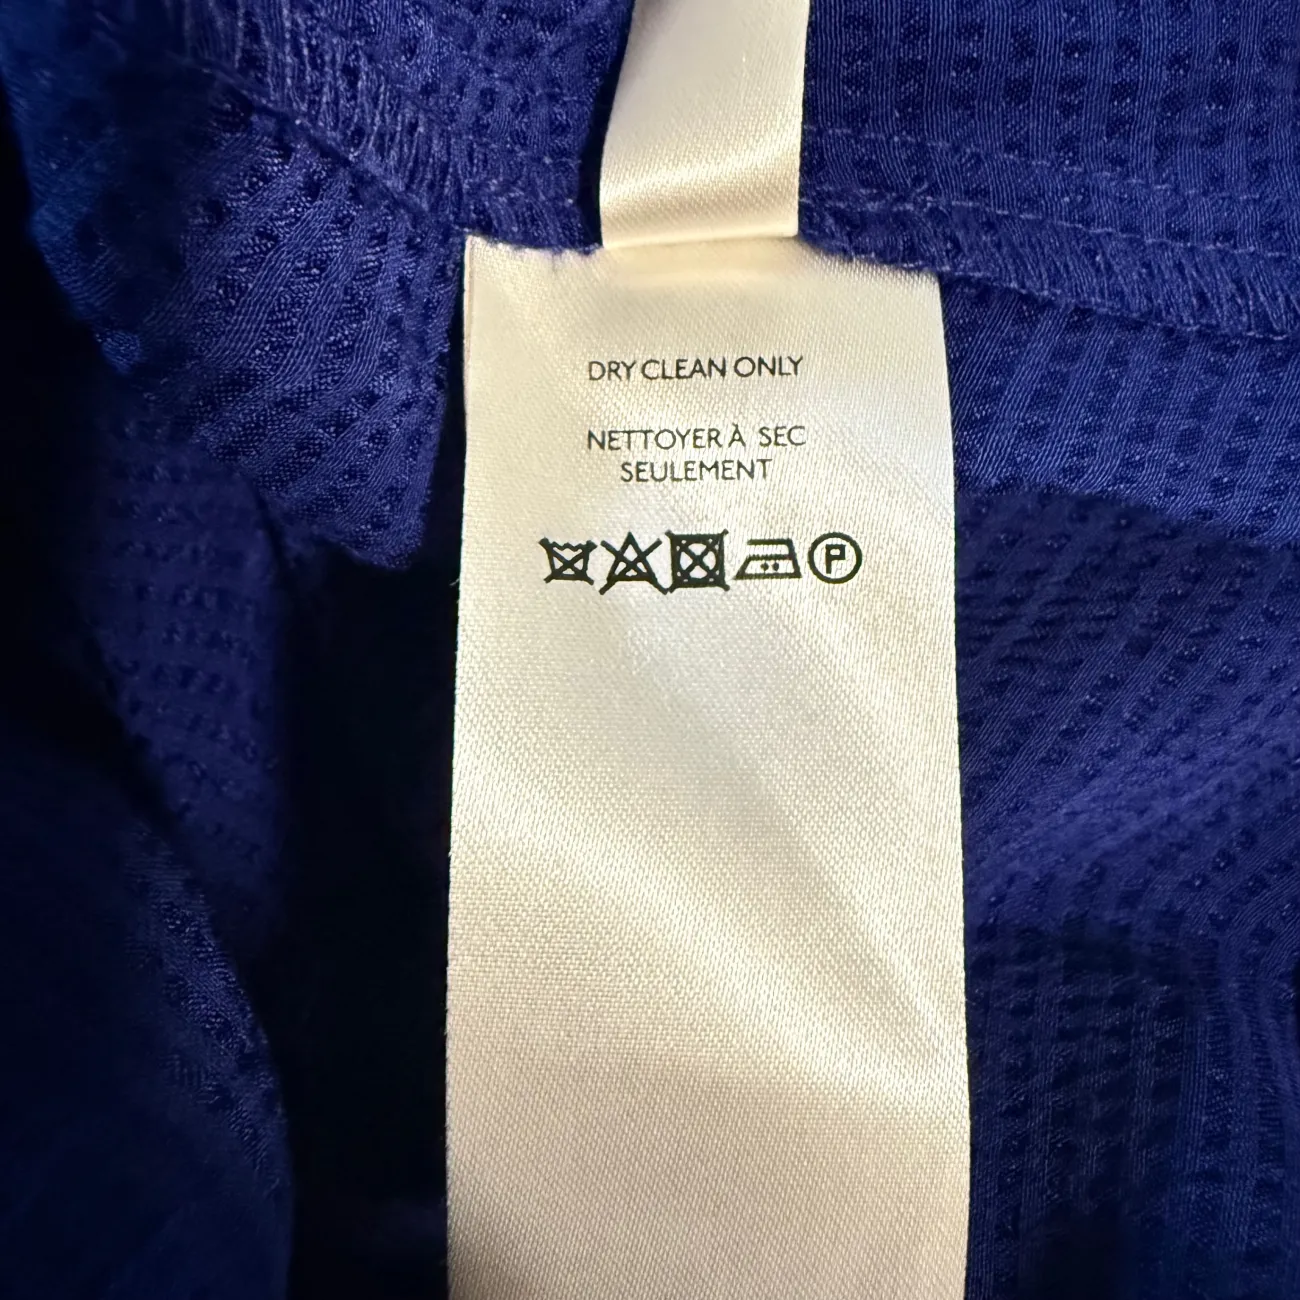 DRY CLEAN ONLY
NETTOYER À SEC
SEULEMENT
P